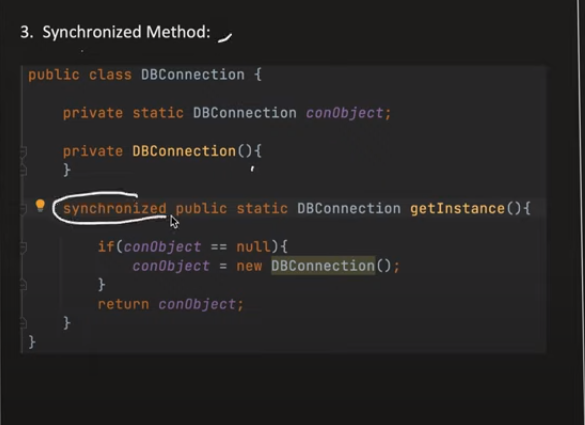 3. Synchronized Method:
public class DBConnection {
private static DBConnection conObject;
private DBConnection(){
}
synchronized public static DBConnection getInstance(){
if(conObject == null){
conObject = new DBConnection();
}
return conObject;
}
}